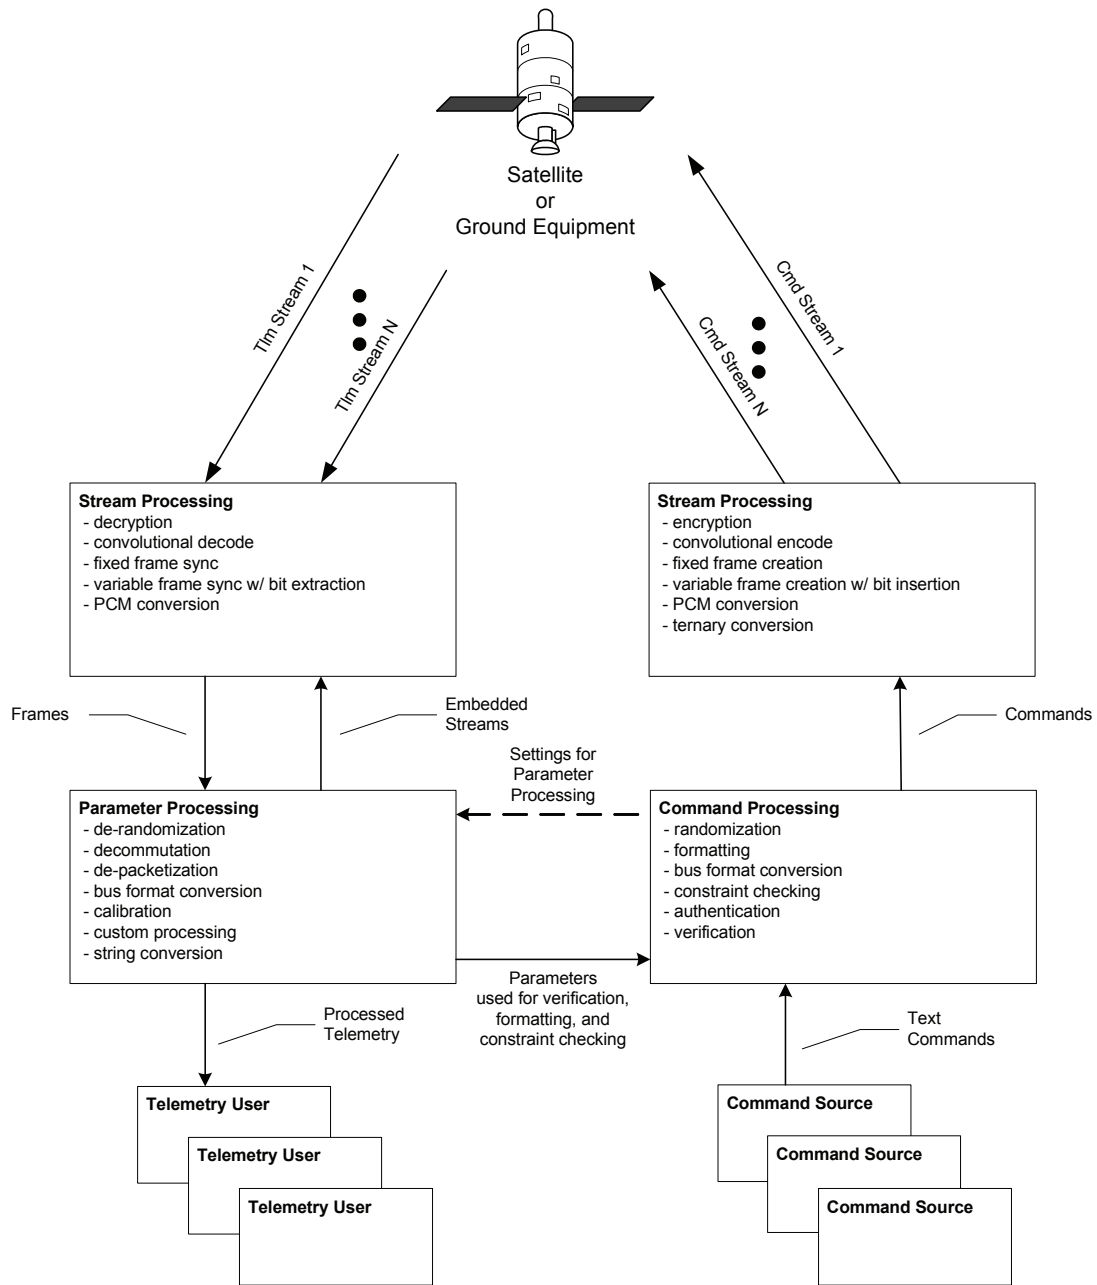 Satellite
or
Ground Equipment
Tlm Stream 1
Tlm Stream N
Cmd Stream N
Cmd Stream 1
Stream Processing
- decryption
- convolutional decode
- fixed frame sync
- variable frame sync w/ bit extraction
- PCM conversion
Stream Processing
- encryption
- convolutional encode
- fixed frame creation
- variable frame creation w/ bit insertion
- PCM conversion
- ternary conversion
Frames
Embedded
Streams
Commands
Settings for
Parameter
Processing
Parameter Processing
- de-randomization
- decommutation
- de-packetization
- bus format conversion
- calibration
- custom processing
- string conversion
Command Processing
- randomization
- formatting
- bus format conversion
- constraint checking
- authentication
- verification
Parameters
used for verification,
formatting, and
constraint checking
Processed
Telemetry
Text
Commands
Telemetry User
Telemetry User
Telemetry User
Command Source
Command Source
Command Source